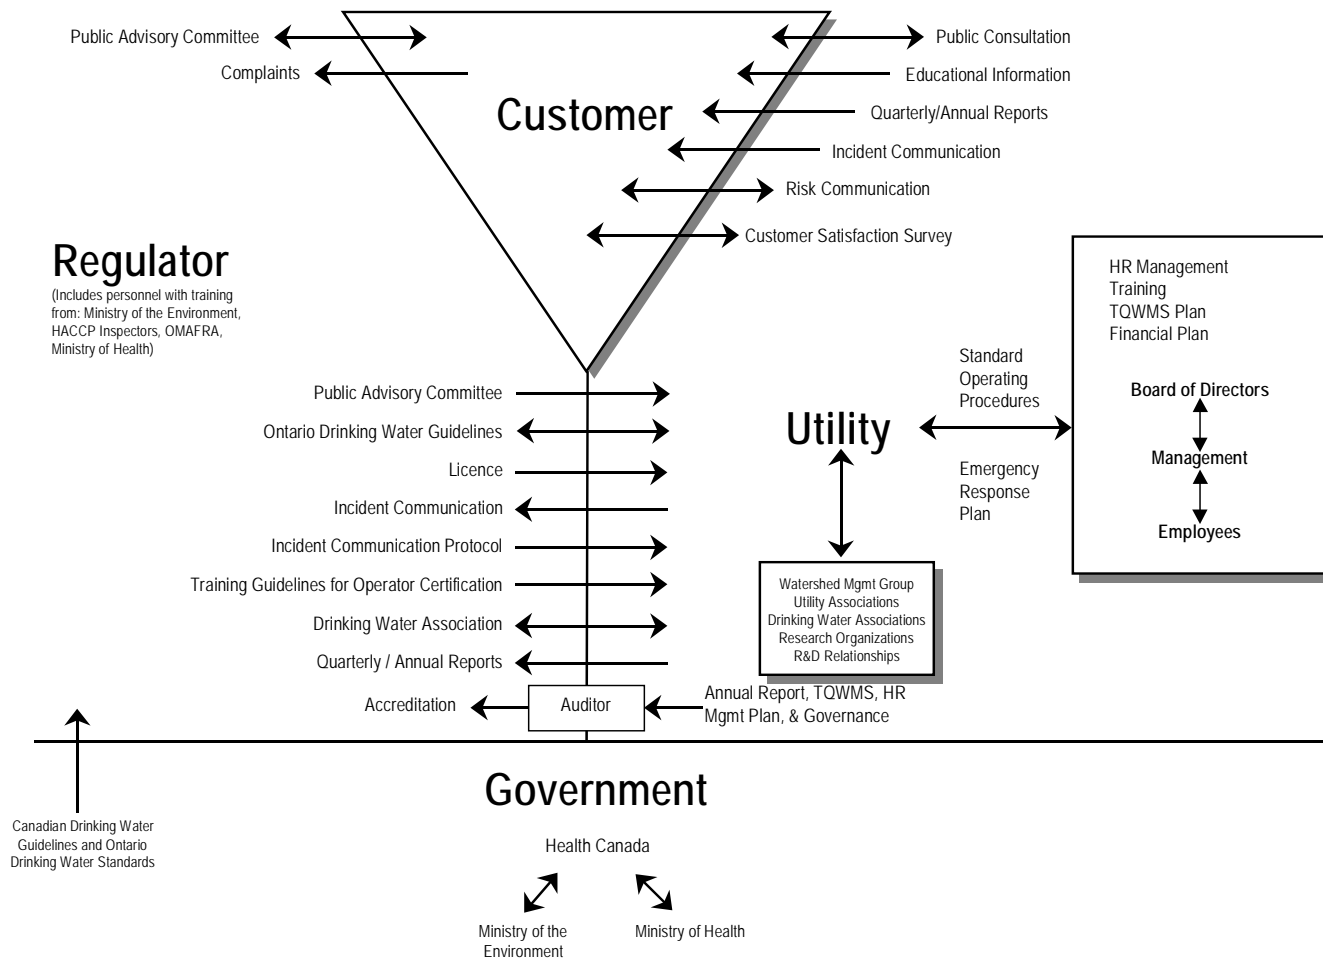 Public Advisory Committee
Public Consultation
Complaints
Educational Information
Customer
Quarterly/Annual Reports
Incident Communication
Risk Communication
Customer Satisfaction Survey
Regulator
(Includes personnel with training
from: Ministry of the Environment,
HACCP Inspectors, OMAFRA,
Ministry of Health)
HR Management
Training
TQWMS Plan
Financial Plan
Standard
Operating
Procedures
Board of Directors
Management
Employees
Utility
Emergency
Response
Plan
Public Advisory Committee
Ontario Drinking Water Guidelines
Licence
Incident Communication
Incident Communication Protocol
Training Guidelines for Operator Certification
Drinking Water Association
Quarterly / Annual Reports
Watershed Mgmt Group
Utility Associations
Drinking Water Associations
Research Organizations
R&D Relationships
Accreditation
Auditor
Annual Report, TQWMS, HR
Mgmt Plan, & Governance
Government
Canadian Drinking Water
Guidelines and Ontario
Drinking Water Standards
Health Canada
Ministry of the
Environment
Ministry of Health